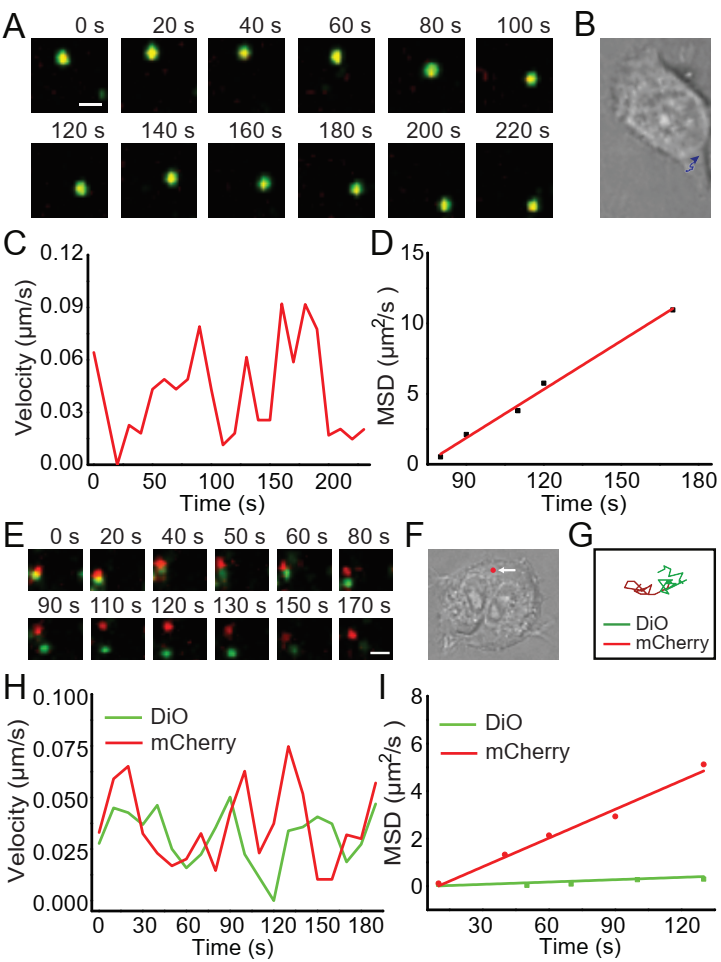 A
0 s 20 s 40 s 60 s 80 s 100 s
B
120 s 140 s 160 s 180 s 200 s 220 s
C
0.12
0.09
0.06
0.03
0.00
Velocity (μm/s)
0 50 100 150 200
Time (s)
D
15
10
5
0
MSD (μm²/s )
90 120 150 180
Time (s)
E
0 s 20 s 40 s 50 s 60 s 80 s
90 s 110 s 120 s 130 s 150 s 170 s
F
G
DiO
mCherry
H
0.100
0.075
0.050
0.025
0.000
Velocity (μm/s)
DiO
mCherry
0 30 60 90 120 150 180
Time (s)
I
8
6
4
2
0
MSD (μm²/s )
DiO
mCherry
30 60 90 120
Time (s)